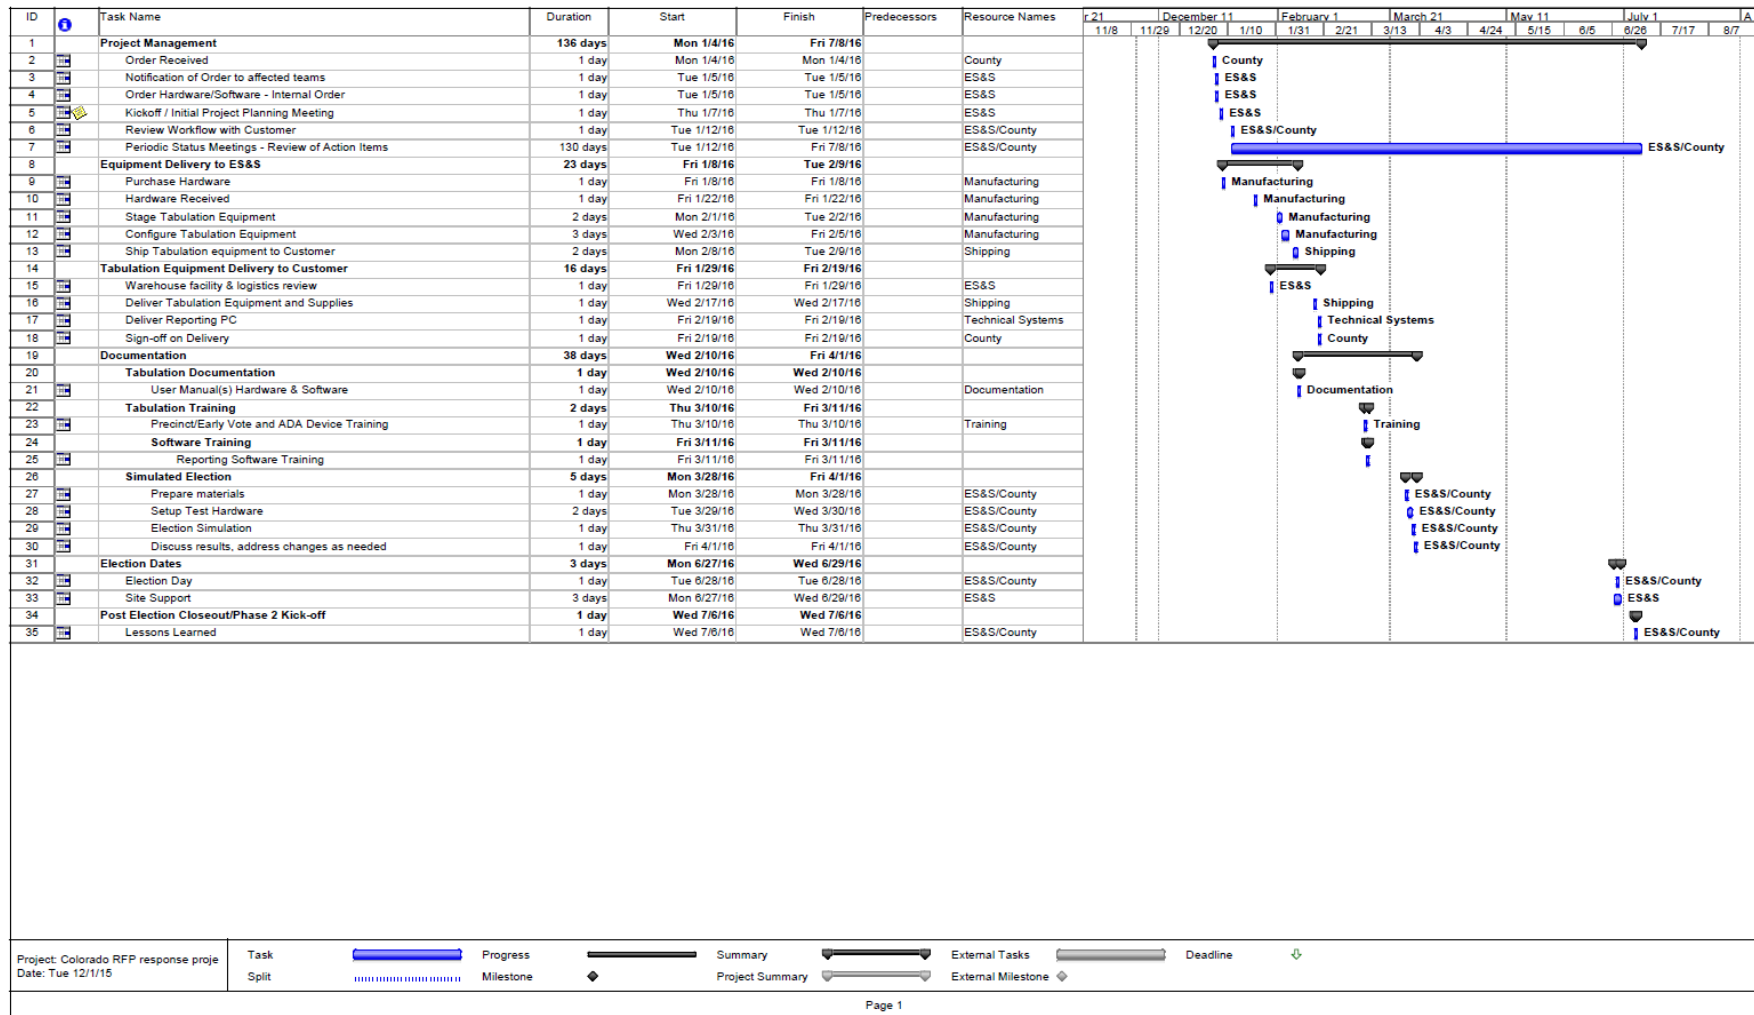 ID Task Name Duration Start Finish Predecessors Resource Names r 21 December 11 February 1 March 21 May 11 July 1 A
11/8 11/29 12/20 1/10 1/31 2/21 3/13 4/3 4/24 5/15 6/5 6/26 7/17 8/7
1 Project Management 136 days Mon 1/4/16 Fri 7/8/16
2 Order Received 1 day Mon 1/4/16 Mon 1/4/16 County County
3 Notification of Order to affected teams 1 day Tue 1/5/16 Tue 1/5/16 ES&S ES&S
4 Order Hardware/Software - Internal Order 1 day Tue 1/5/16 Tue 1/5/16 ES&S ES&S
5 Kickoff / Initial Project Planning Meeting 1 day Thu 1/7/16 Thu 1/7/16 ES&S ES&S
6 Review Workflow with Customer 1 day Tue 1/12/16 Tue 1/12/16 ES&S/County ES&S/County
7 Periodic Status Meetings - Review of Action Items 130 days Tue 1/12/16 Fri 7/8/16 ES&S/County ES&S/County
8 Equipment Delivery to ES&S 23 days Fri 1/8/16 Tue 2/9/16
9 Purchase Hardware 1 day Fri 1/8/16 Fri 1/8/16 Manufacturing Manufacturing
10 Hardware Received 1 day Fri 1/22/16 Fri 1/22/16 Manufacturing Manufacturing
11 Stage Tabulation Equipment 2 days Mon 2/1/16 Tue 2/2/16 Manufacturing Manufacturing
12 Configure Tabulation Equipment 3 days Wed 2/3/16 Fri 2/5/16 Manufacturing Manufacturing
13 Ship Tabulation equipment to Customer 2 days Mon 2/8/16 Tue 2/9/16 Shipping Shipping
14 Tabulation Equipment Delivery to Customer 16 days Fri 1/29/16 Fri 2/19/16
15 Warehouse facility & logistics review 1 day Fri 1/29/16 Fri 1/29/16 ES&S ES&S
16 Deliver Tabulation Equipment and Supplies 1 day Wed 2/17/16 Wed 2/17/16 Shipping Shipping
17 Deliver Reporting PC 1 day Fri 2/19/16 Fri 2/19/16 Technical Systems Technical Systems
18 Sign-off on Delivery 1 day Fri 2/19/16 Fri 2/19/16 County County
19 Documentation 38 days Wed 2/10/16 Fri 4/1/16
20 Tabulation Documentation 1 day Wed 2/10/16 Wed 2/10/16
21 User Manual(s) Hardware & Software 1 day Wed 2/10/16 Wed 2/10/16 Documentation Documentation
22 Tabulation Training 2 days Thu 3/10/16 Fri 3/11/16
23 Precinct/Early Vote and ADA Device Training 1 day Thu 3/10/16 Thu 3/10/16 Training Training
24 Software Training 1 day Fri 3/11/16 Fri 3/11/16
25 Reporting Software Training 1 day Fri 3/11/16 Fri 3/11/16
26 Simulated Election 5 days Mon 3/28/16 Fri 4/1/16
27 Prepare materials 1 day Mon 3/28/16 Mon 3/28/16 ES&S/County ES&S/County
28 Setup Test Hardware 2 days Tue 3/29/16 Wed 3/30/16 ES&S/County ES&S/County
29 Election Simulation 1 day Thu 3/31/16 Thu 3/31/16 ES&S/County ES&S/County
30 Discuss results, address changes as needed 1 day Fri 4/1/16 Fri 4/1/16 ES&S/County ES&S/County
31 Election Dates 3 days Mon 6/27/16 Wed 6/29/16
32 Election Day 1 day Tue 6/28/16 Tue 6/28/16 ES&S/County ES&S/County
33 Site Support 3 days Mon 6/27/16 Wed 6/29/16 ES&S ES&S
34 Post Election Closeout/Phase 2 Kick-off 1 day Wed 7/6/16 Wed 7/6/16
35 Lessons Learned 1 day Wed 7/6/16 Wed 7/6/16 ES&S/County ES&S/County
Project: Colorado RFP response proje
Date: Tue 12/1/15
Task Progress Summary External Tasks Deadline
Split Milestone Project Summary External Milestone
Page 1